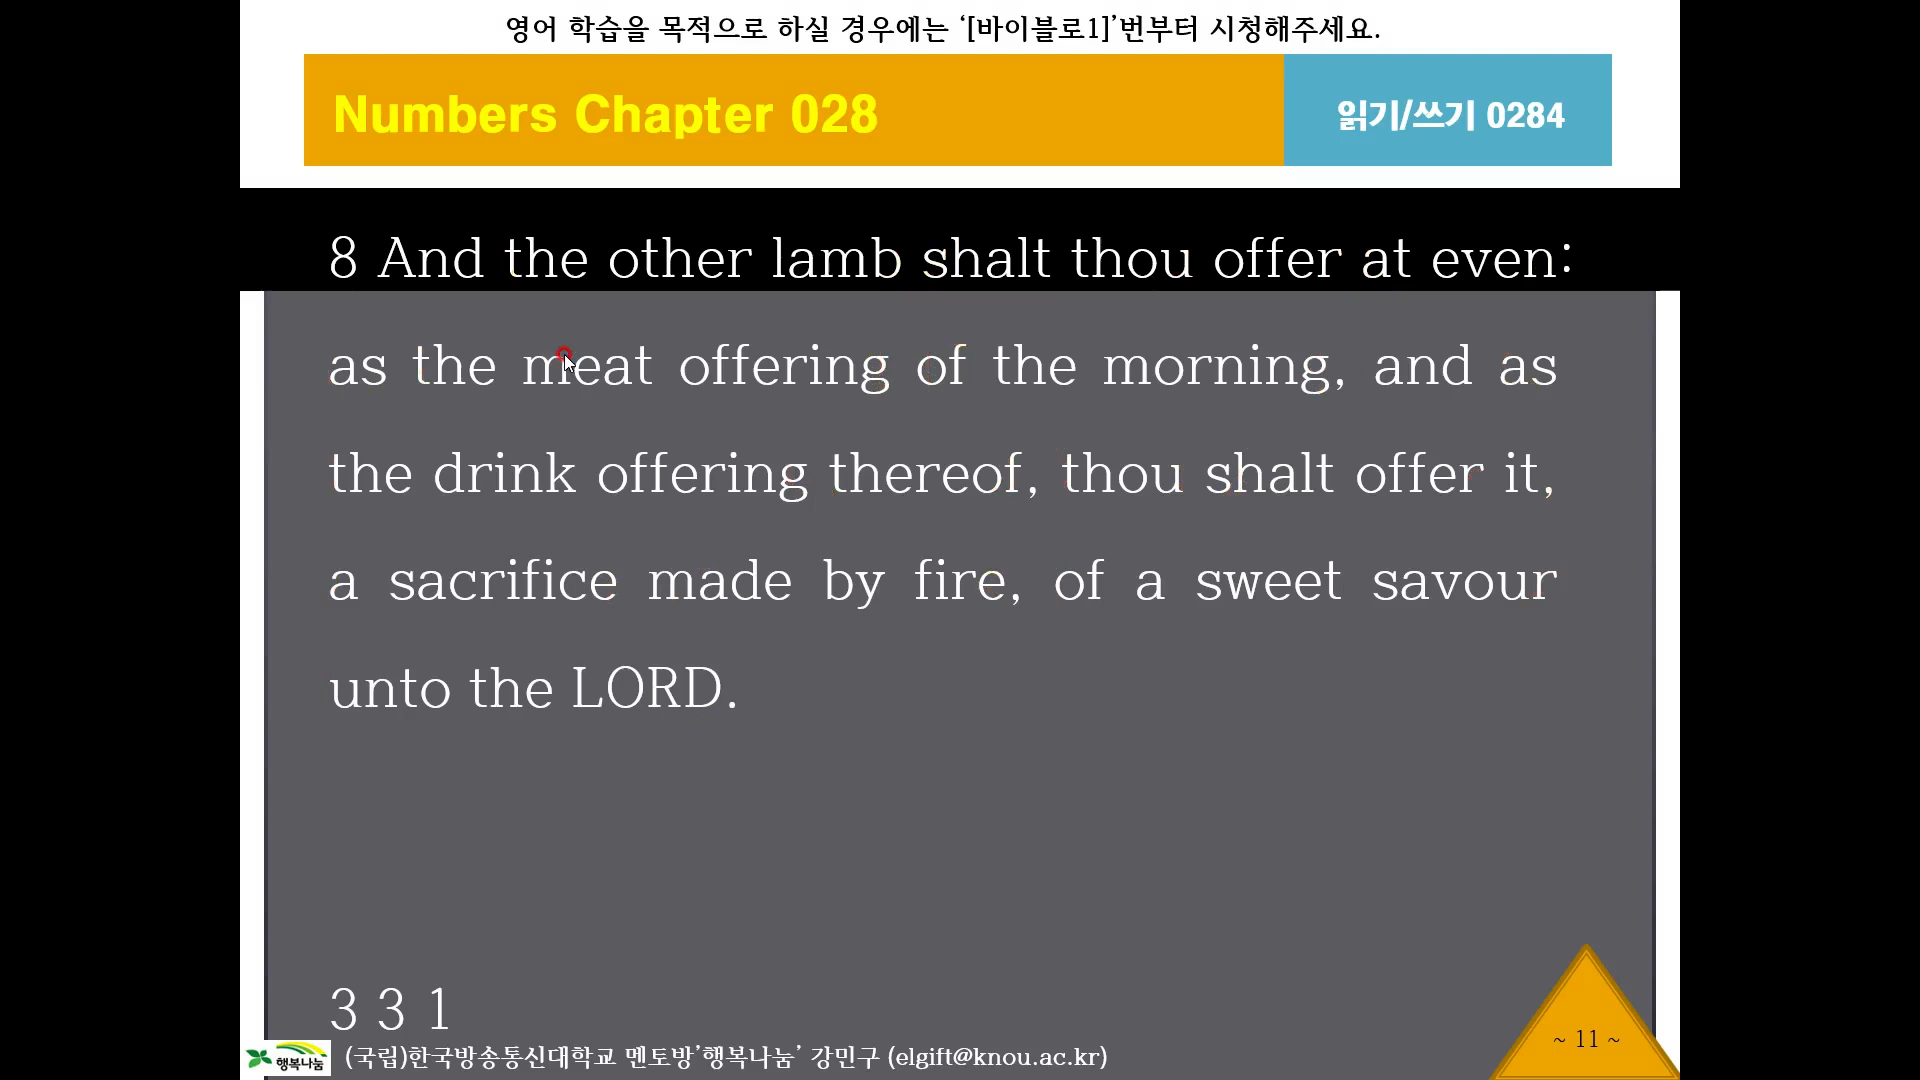 영어 학습을 목적으로 하실 경우에는 ‘[바이블로1]’번부터 시청해주세요.
Numbers Chapter 028
읽기/쓰기 0284
8 And the other lamb shalt thou offer at even:
as the meat offering of the morning, and as
the drink offering thereof, thou shalt offer it,
a sacrifice made by fire, of a sweet savour
unto the LORD.
3 3 1
~ 11 ~
행복나눔
(국립)한국방송통신대학교 멘토방’행복나눔’ 강민구 (elgift@knou.ac.kr)